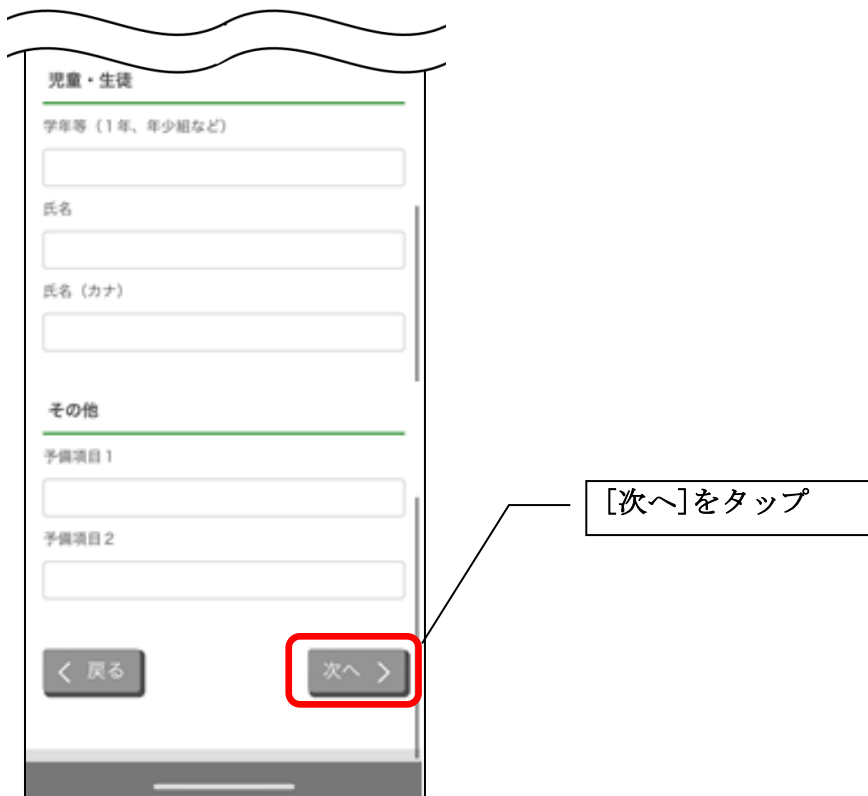 児童・生徒
学年等（1年、年少組など）
氏名
氏名（カナ）
その他
予備項目1
[次へ]をタップ
予備項目2
戻る
次へ